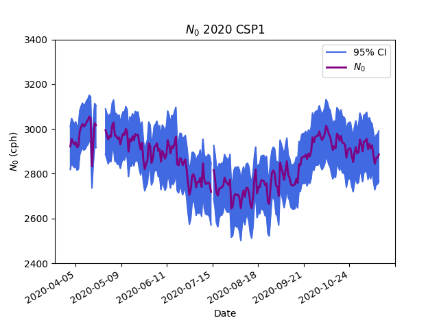 N₀ 2020 CSP1
3400
3200
3000
2800
2600
2400
N₀ (cph)
95% CI
N₀
2020-04-05
2020-05-09
2020-06-11
2020-07-15
2020-08-18
2020-09-21
2020-10-24
Date